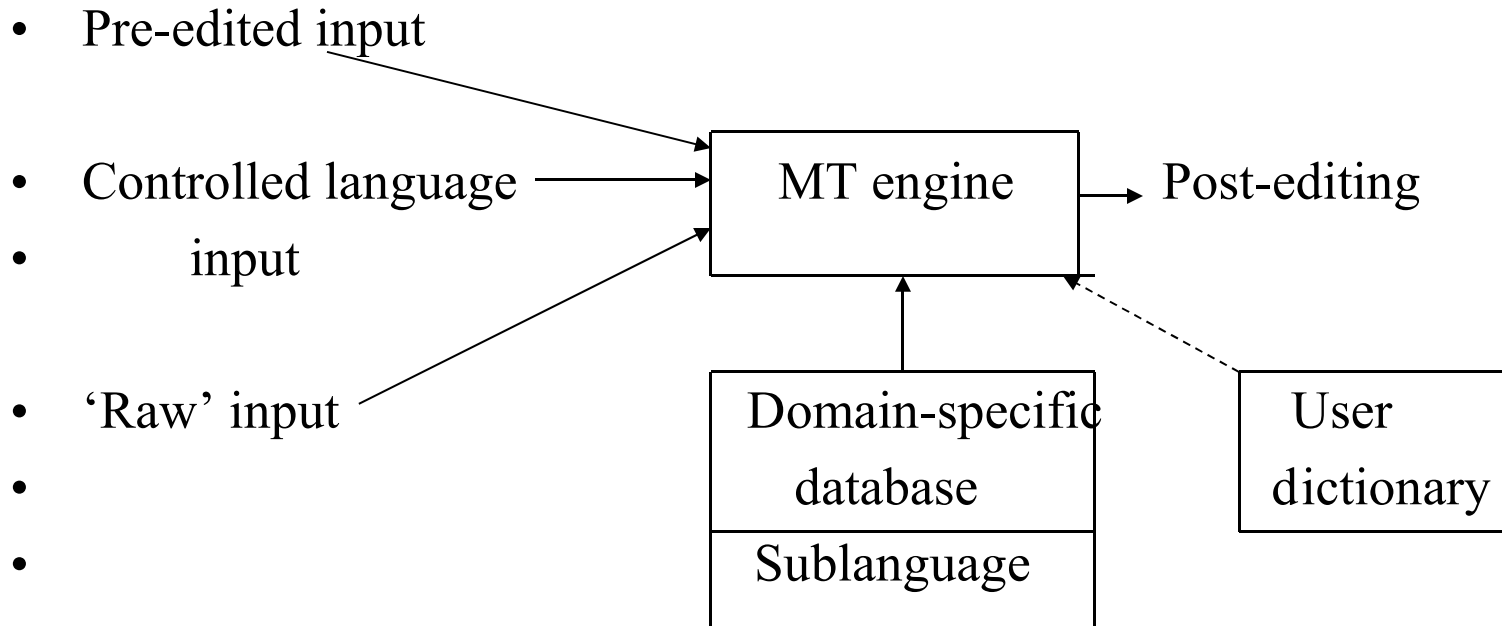 • Pre-edited input
• Controlled language
• input
MT engine
Post-editing
• ‘Raw’ input
•
•
Domain-specific
database
Sublanguage
User
dictionary